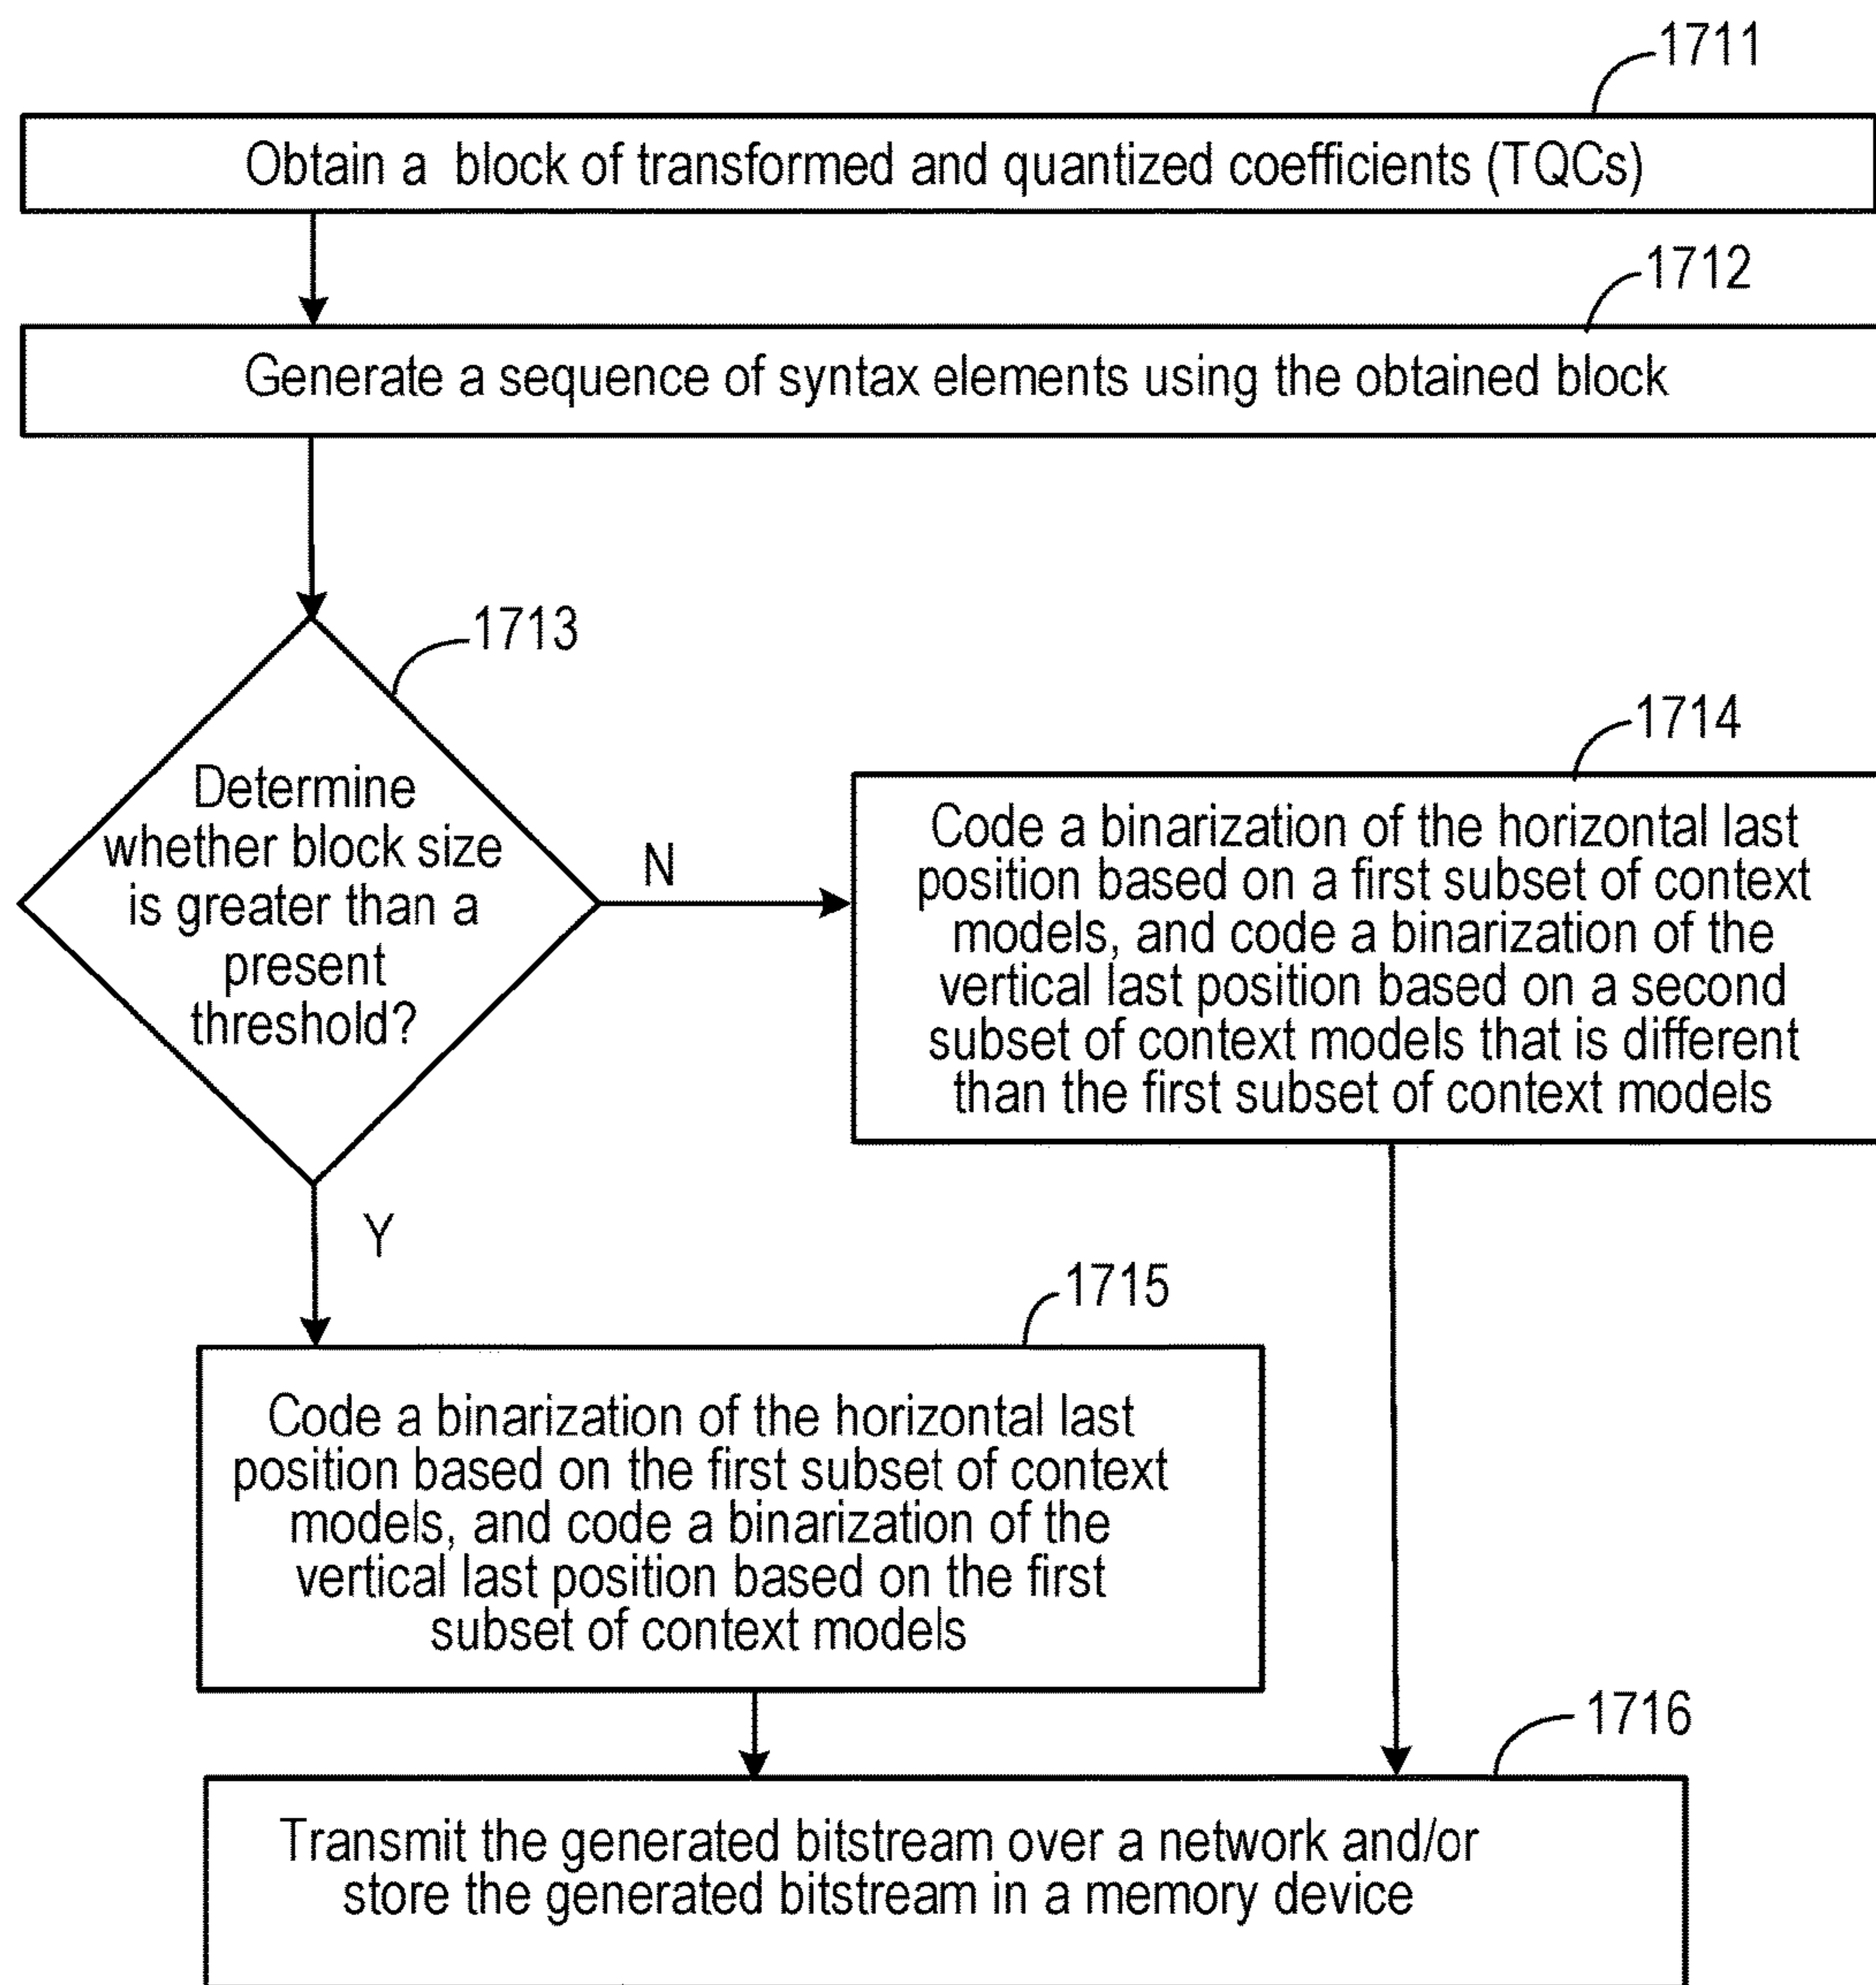 1711
Obtain a block of transformed and quantized coefficients (TQCs)
1712
Generate a sequence of syntax elements using the obtained block
1713
Determine
whether block size
is greater than a
present
threshold?
N
1714
Code a binarization of the horizontal last
position based on a first subset of context
models, and code a binarization of the
vertical last position based on a second
subset of context models that is different
than the first subset of context models
Y
1715
Code a binarization of the horizontal last
position based on the first subset of context
models, and code a binarization of the
vertical last position based on the first
subset of context models
1716
Transmit the generated bitstream over a network and/or
store the generated bitstream in a memory device